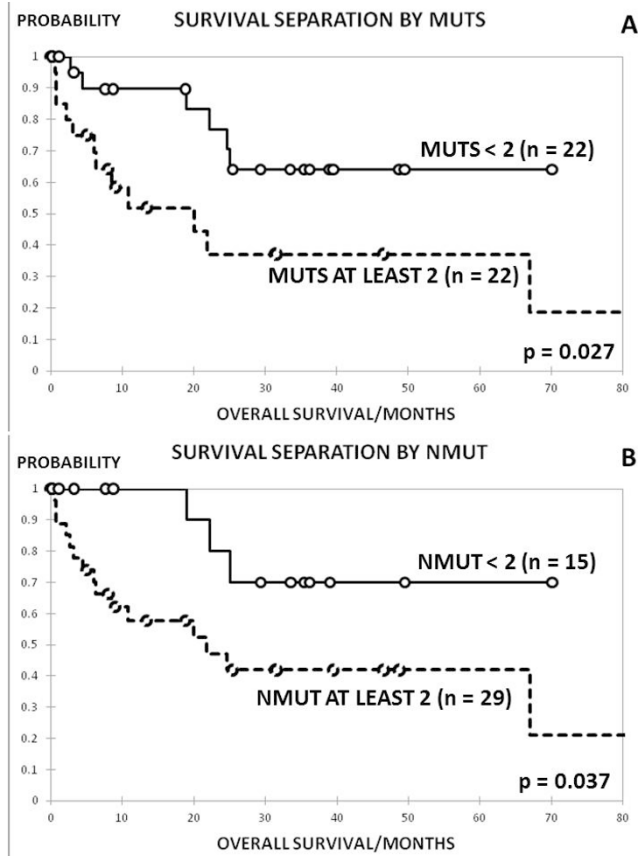 PROBABILITY SURVIVAL SEPARATION BY MUTS A
1
0.9
0.8
0.7
0.6
0.5
0.4
0.3
0.2
0.1
0
MUTS < 2 (n = 22)
MUTS AT LEAST 2 (n = 22)
p = 0.027
0 10 20 30 40 50 60 70 80
OVERALL SURVIVAL/MONTHS
PROBABILITY SURVIVAL SEPARATION BY NMUT B
1
0.9
0.8
0.7
0.6
0.5
0.4
0.3
0.2
0.1
0
NMUT < 2 (n = 15)
NMUT AT LEAST 2 (n = 29)
p = 0.037
0 10 20 30 40 50 60 70 80
OVERALL SURVIVAL/MONTHS